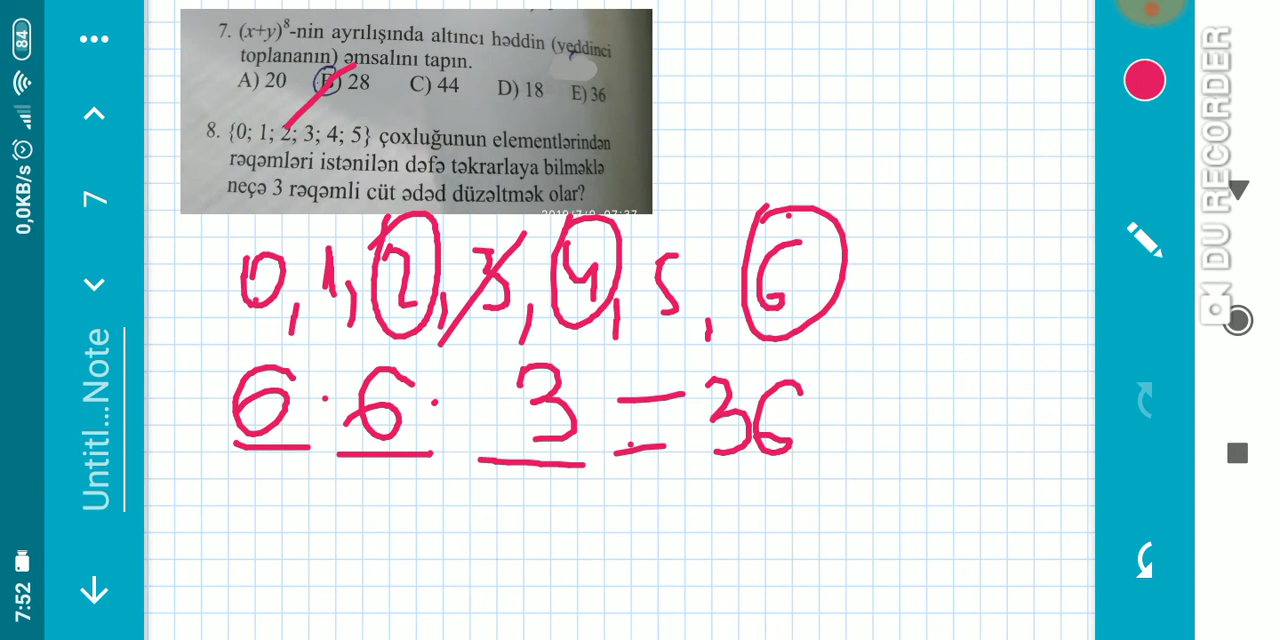 7. (x+y)⁸-nin ayrılışında altıncı həddin (yeddinci
toplananın) əmsalını tapın.
A) 20 B) 28 C) 44 D) 18 E) 36
8. {0; 1; 2; 3; 4; 5} çoxluğunun elementlərindən
rəqəmləri istənilən dəfə təkrarlaya bilməklə
neçə 3 rəqəmli cüt ədəd düzəltmək olar?
0, 1, 2, 3, 4, 5, 6
6 · 6 · 3 = 36
84
0,0KB/s
7:52
7
Untitl...Note
DU RECORDER